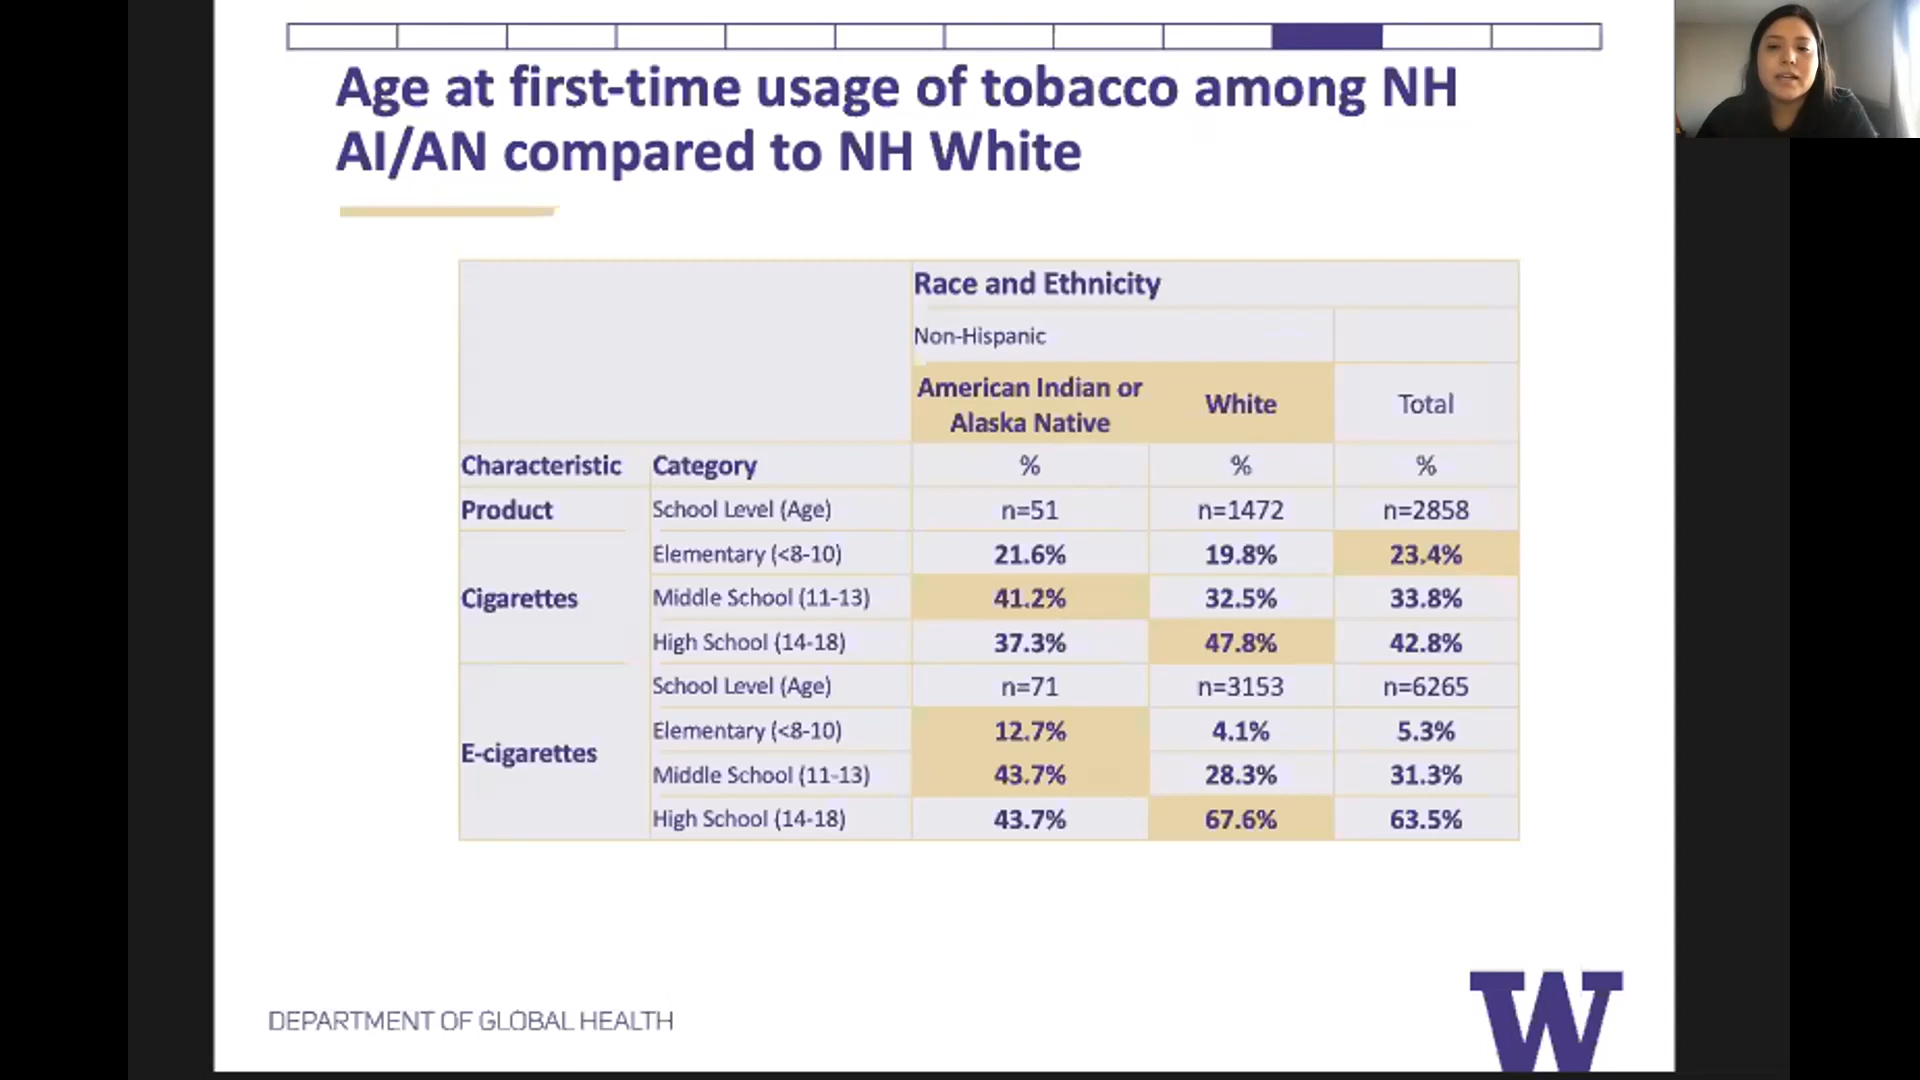 Age at first-time usage of tobacco among NH
AI/AN compared to NH White
Race and Ethnicity
Non-Hispanic
American Indian or
Alaska Native
White
Total
Characteristic Category % % %
Product School Level (Age) n=51 n=1472 n=2858
Cigarettes
Elementary (<8-10) 21.6% 19.8% 23.4%
Middle School (11-13) 41.2% 32.5% 33.8%
High School (14-18) 37.3% 47.8% 42.8%
E-cigarettes
School Level (Age) n=71 n=3153 n=6265
Elementary (<8-10) 12.7% 4.1% 5.3%
Middle School (11-13) 43.7% 28.3% 31.3%
High School (14-18) 43.7% 67.6% 63.5%
DEPARTMENT OF GLOBAL HEALTH
W